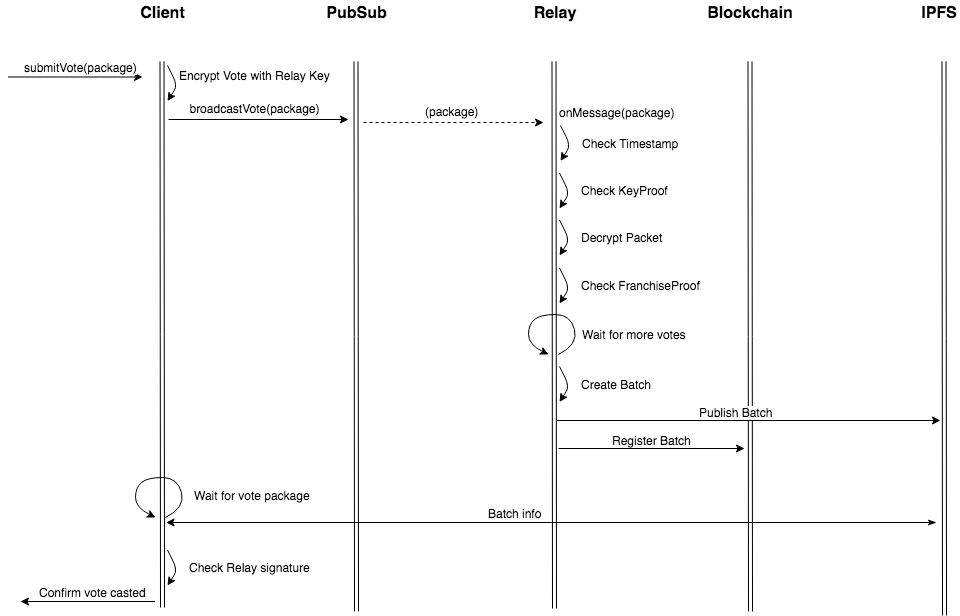 Client
PubSub
Relay
Blockchain
IPFS
submitVote(package)
Encrypt Vote with Relay Key
broadcastVote(package)
(package)
onMessage(package)
Check Timestamp
Check KeyProof
Decrypt Packet
Check FranchiseProof
Wait for more votes
Create Batch
Publish Batch
Register Batch
Wait for vote package
Batch info
Check Relay signature
Confirm vote casted